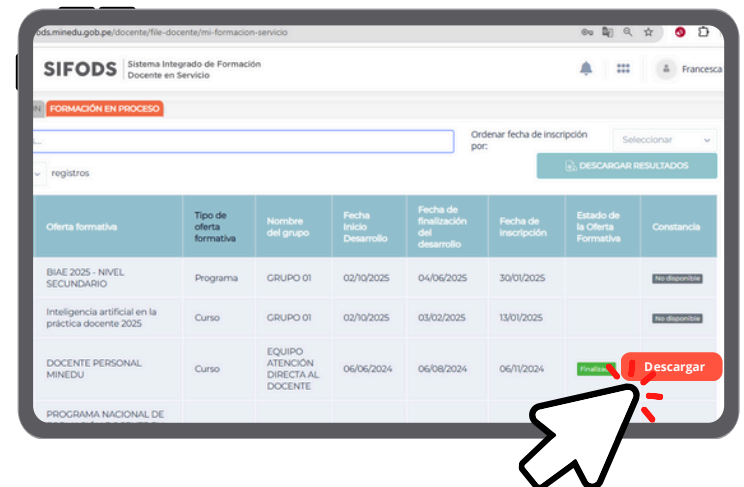 ods.minedu.gob.pe/docente/file-docente/mi-formacion-servicio
SIFODS
Sistema Integrado de Formación
Docente en Servicio
Francesca
FORMACIÓN EN PROCESO
Ordenar fecha de inscripción
por:
Seleccionar
registros
DESCARGAR RESULTADOS
Oferta formativa
Tipo de
oferta
formativa
Nombre
del grupo
Fecha
Inicio
Desarrollo
Fecha de
finalización
del
desarrollo
Fecha de
inscripción
Estado de
la Oferta
Formativa
Constancia
BIAE 2025 - NIVEL
SECUNDARIO
Programa
GRUPO 01
02/10/2025
04/06/2025
30/01/2025
No disponible
Inteligencia artificial en la
práctica docente 2025
Curso
GRUPO 01
02/10/2025
03/02/2025
13/01/2025
No disponible
DOCENTE PERSONAL
MINEDU
Curso
EQUIPO
ATENCIÓN
DIRECTA AL
DOCENTE
06/06/2024
06/08/2024
06/11/2024
Descargar
PROGRAMA NACIONAL DE